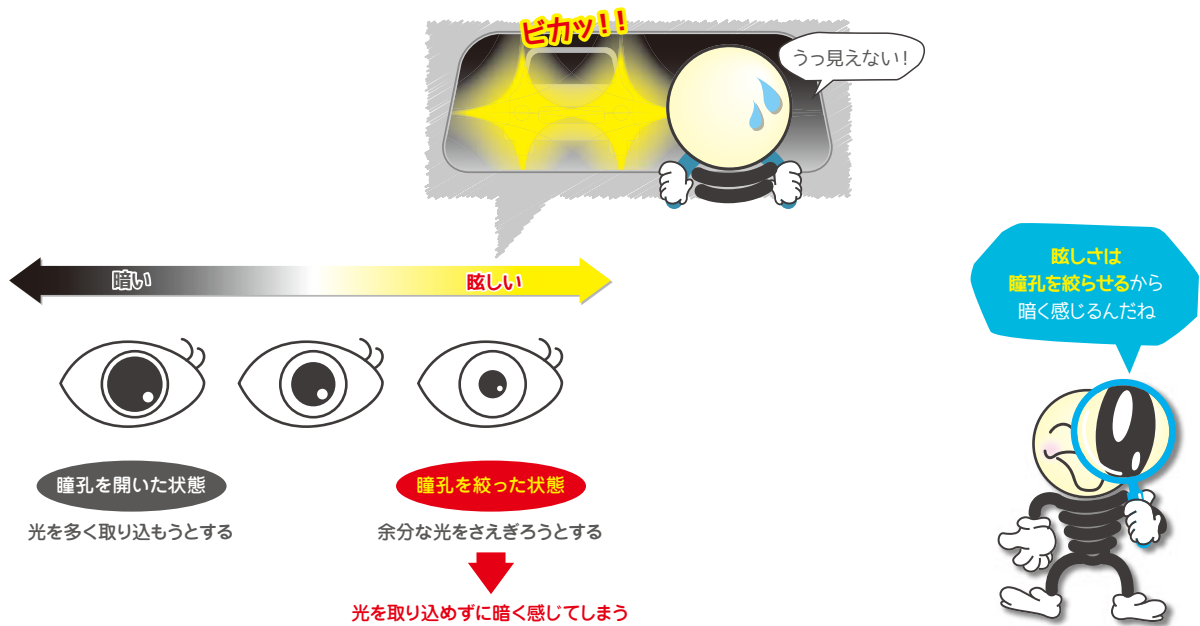 ビカッ!!
うっ見えない!
暗い
眩しい
眩しさは
瞳孔を絞らせるから
暗く感じるんだね
瞳孔を開いた状態
光を多く取り込もうとする
瞳孔を絞った状態
余分な光をさえぎろうとする
光を取り込めずに暗く感じてしまう